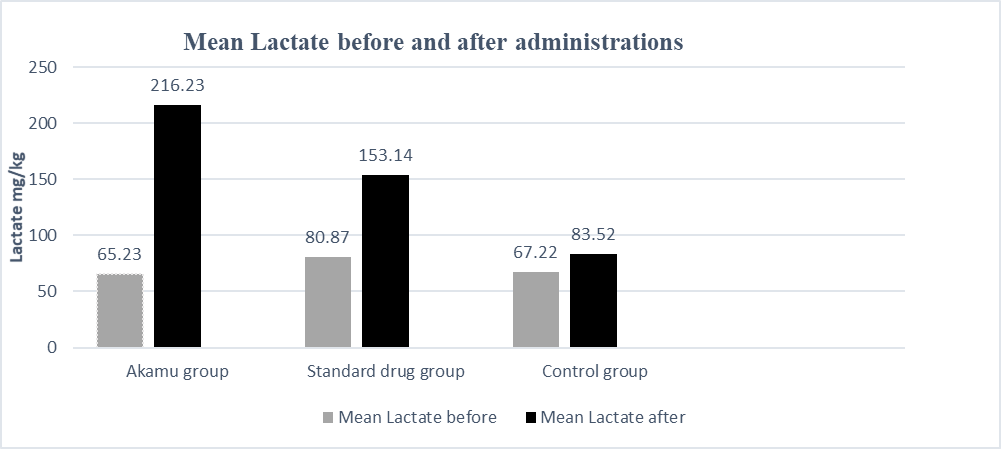 Mean Lactate before and after administrations
Lactate mg/kg
250
200
150
100
50
0
65.23
216.23
80.87
153.14
67.22
83.52
Akamu group
Standard drug group
Control group
Mean Lactate before
Mean Lactate after